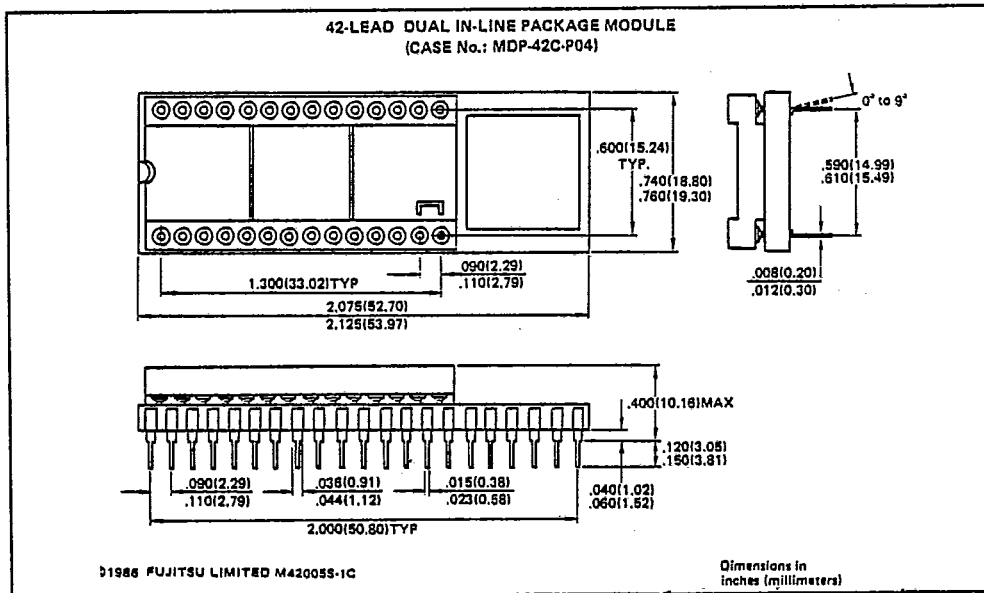 42-LEAD DUAL IN-LINE PACKAGE MODULE
(CASE No.: MDP-42C-P04)
.600(15.24)
TYP.
.740(18.80)
.760(19.30)
0° to 9°
.590(14.99)
.610(15.49)
.008(0.20)
.012(0.30)
1.300(33.02)TYP
.090(2.29)
.110(2.79)
2.075(52.70)
2.125(53.97)
.400(10.16)MAX
.120(3.05)
.150(3.81)
.040(1.02)
.060(1.52)
.090(2.29)
.110(2.79)
.036(0.91)
.044(1.12)
.015(0.38)
.023(0.58)
2.000(50.80)TYP
1986 FUJITSU LIMITED M42005S-1C
Dimensions in
inches (millimeters)